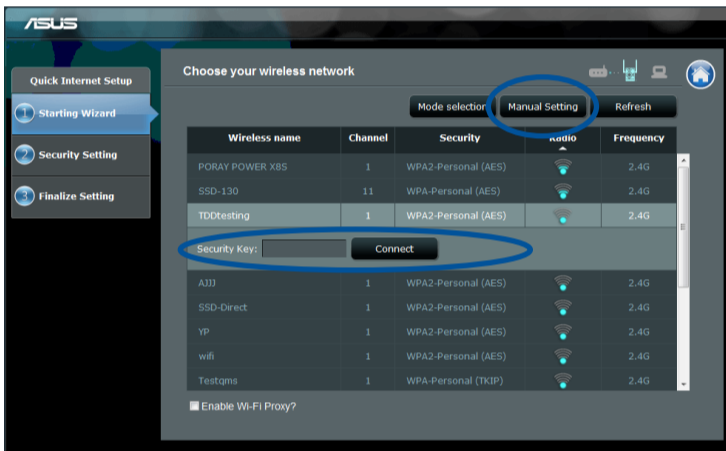 ASUS
Quick Internet Setup
1 Starting Wizard
2 Security Setting
3 Finalize Setting
Choose your wireless network
Mode selection Manual Setting Refresh
Wireless name Channel Security Radio Frequency
PORAY POWER X8S 1 WPA2-Personal (AES) 2.4G
SSD-130 11 WPA-Personal (AES) 2.4G
TDDtesting 1 WPA2-Personal (AES) 2.4G
Security Key: Connect
AJJJ 1 WPA2-Personal (AES) 2.4G
SSD-Direct 1 WPA2-Personal (AES) 2.4G
YP 1 WPA2-Personal (AES) 2.4G
wifi 1 WPA2-Personal (AES) 2.4G
Testqms 1 WPA-Personal (TKIP) 2.4G
Enable Wi-Fi Proxy?